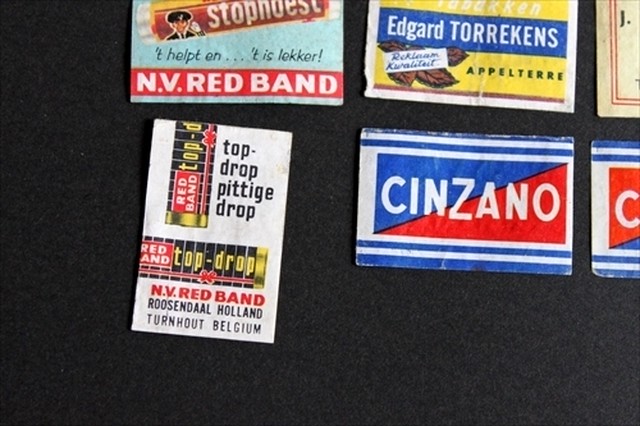 stophoest
't helpt en ... 't is lekker!
N.V. RED BAND
Edgard TORREKENS
Reklaam
Kwaliteit
APPELTERRE
J.
top-d
RED
BAND
top-
drop
pittige
drop
RED
BAND
top-drop
N.V. RED BAND
ROOSENDAAL HOLLAND
TURNHOUT BELGIUM
CINZANO
C